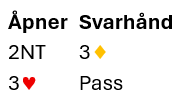 Åpner Svarhånd
2NT 3♦
3♥ Pass